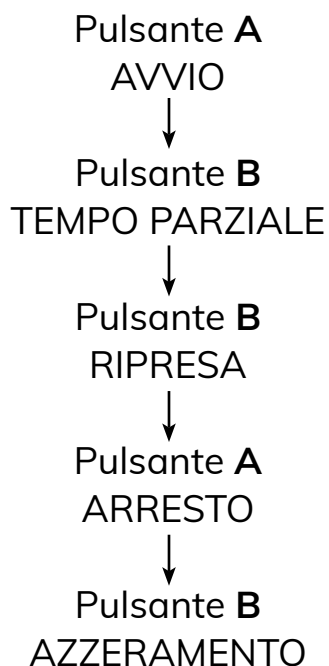 Pulsante A
AVVIO
Pulsante B
TEMPO PARZIALE
Pulsante B
RIPRESA
Pulsante A
ARRESTO
Pulsante B
AZZERAMENTO